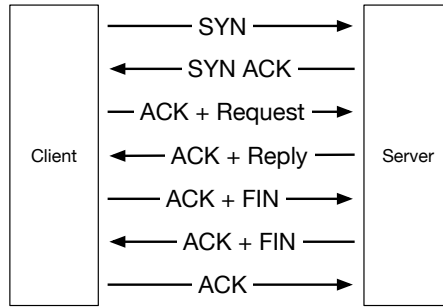 SYN
SYN ACK
ACK + Request
Client
ACK + Reply
Server
ACK + FIN
ACK + FIN
ACK